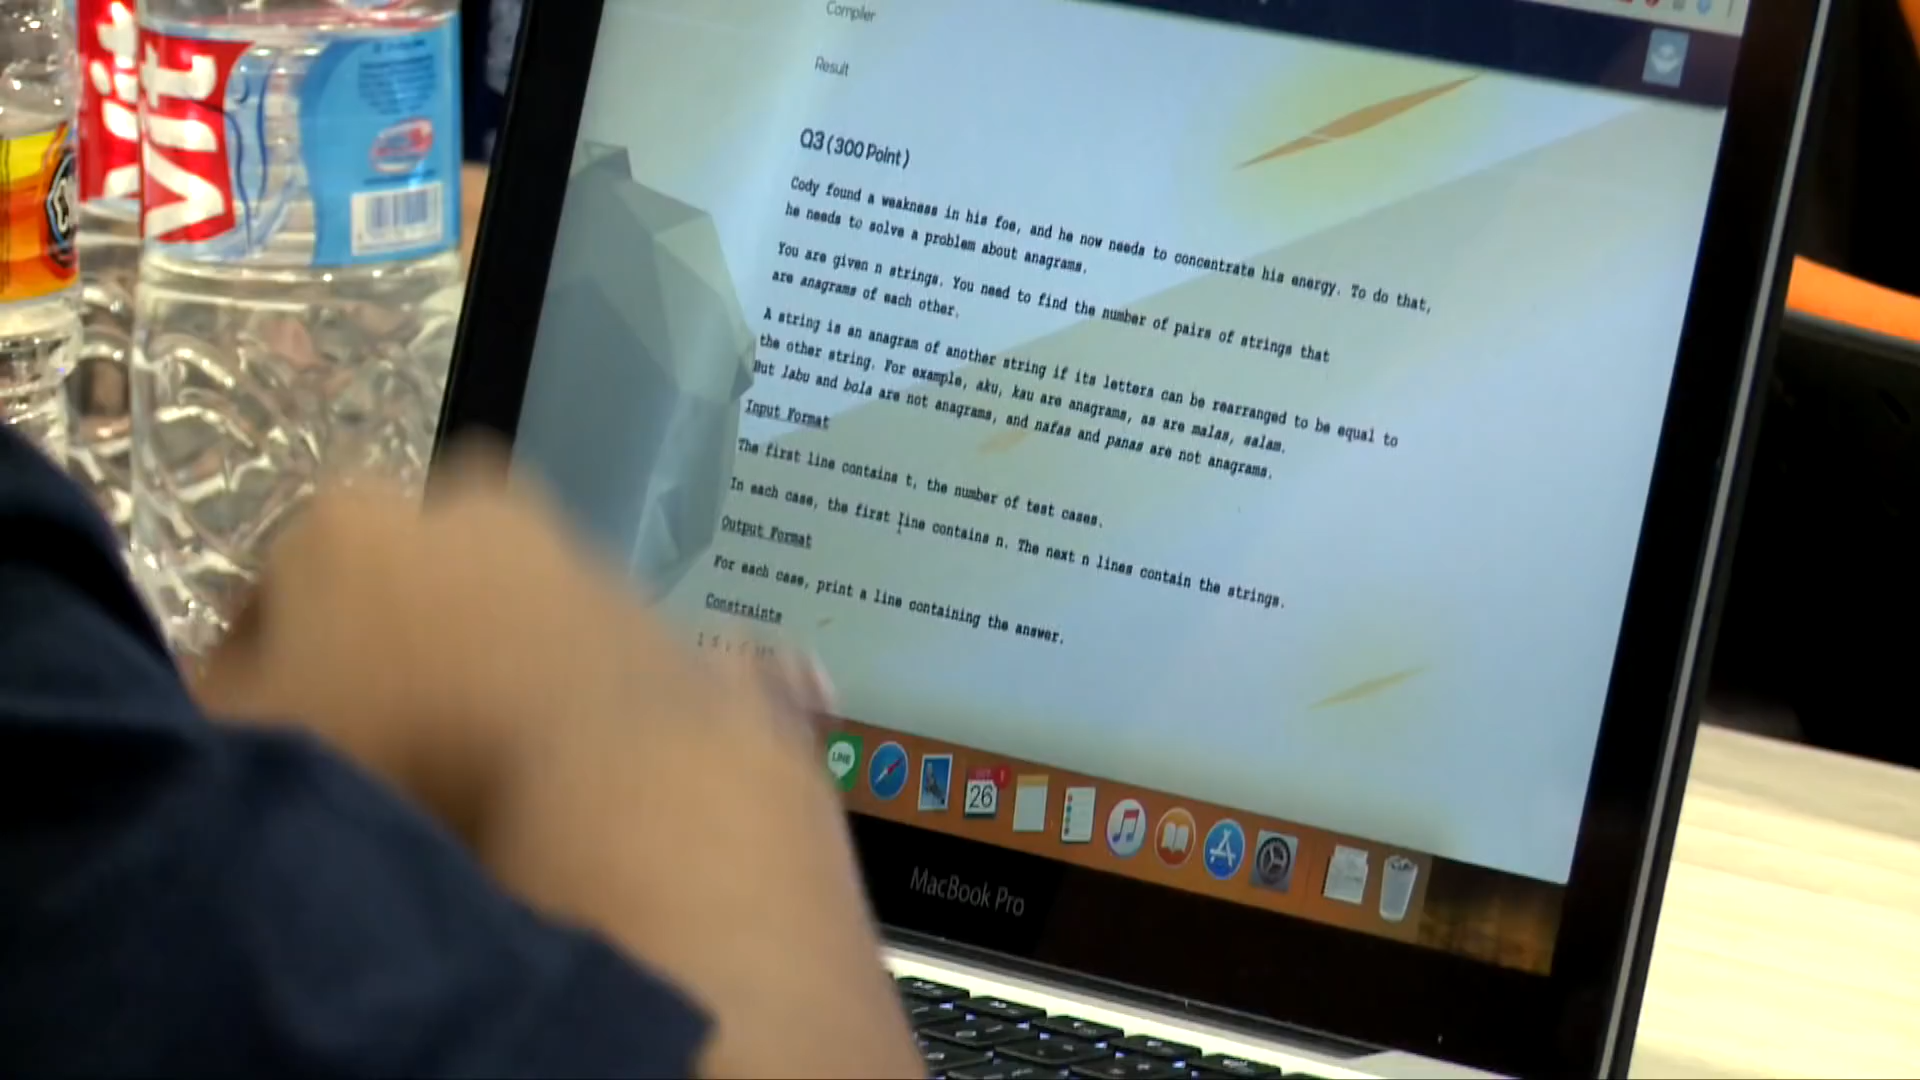 Vit
Vit
Compiler
Result
Q3 ( 300 Point )
Cody found a weakness in his foe, and he now needs to concentrate his energy. To do that,
he needs to solve a problem about anagrams.
You are given n strings. You need to find the number of pairs of strings that
are anagrams of each other.
A string is an anagram of another string if its letters can be rearranged to be equal to
the other string. For example, aku, kau are anagrams, as are malas, salam.
But labu and bola are not anagrams, and nafas and panas are not anagrams.
Input Format
The first line contains t, the number of test cases.
In each case, the first line contains n. The next n lines contain the strings.
Output Format
For each case, print a line containing the answer.
Constraints
LINE
26
MacBook Pro